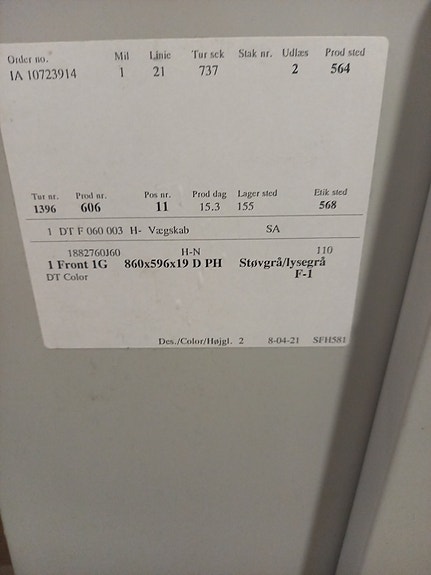 Order no. Mil Linie Tur sek Stak nr. Udlæs Prod sted
1A 10723914 1 21 737 2 564
Tur nr. Prod nr. Pos nr. Prod dag Lager sted Etik sted
1396 606 11 15.3 155 568
1 DT F 060 003 H- Vægskab SA
1882760J60 H-N 110
1 Front 1G 860x596x19 D PH Støvgrå/lysegrå
DT Color F-1
Des./Color/Højgl. 2 8-04-21 SFH581